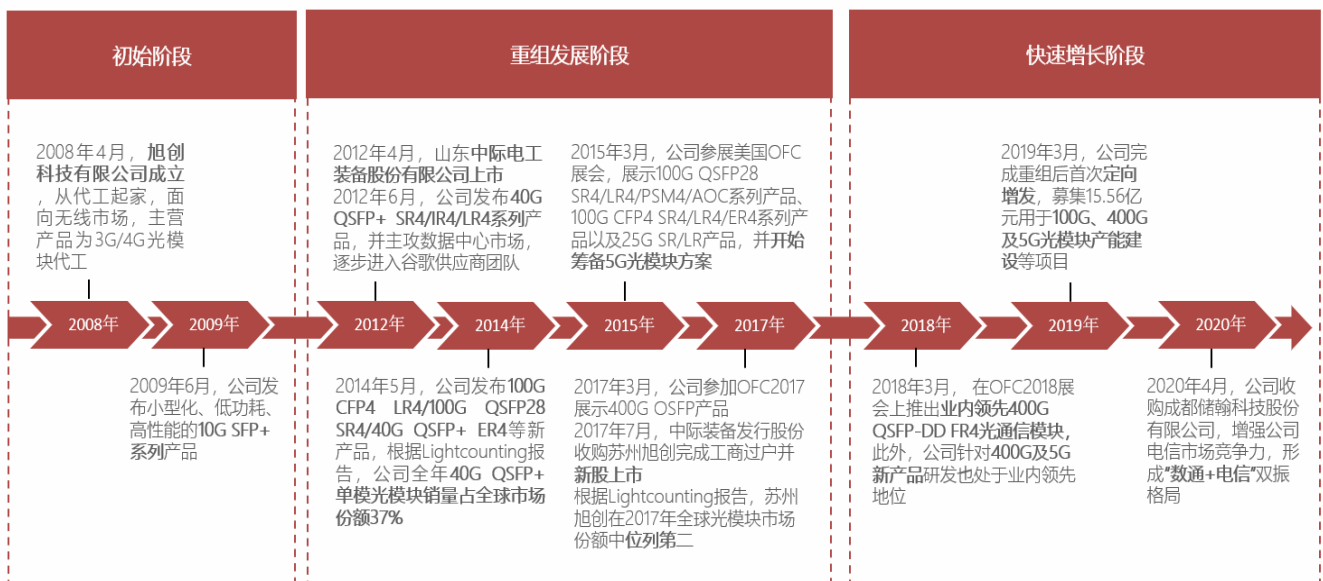 初始阶段
重组发展阶段
快速增长阶段
2008年4月，旭创
科技有限公司成立
，从代工起家，面
向无线市场，主营
产品为3G/4G光模
块代工
2012年4月，山东中际电工
装备股份有限公司上市
2012年6月，公司发布40G
QSFP+ SR4/IR4/LR4系列产
品，并主攻数据中心市场，
逐步进入谷歌供应商团队
2015年3月，公司参展美国OFC
展会，展示100G QSFP28
SR4/LR4/PSM4/AOC系列产品、
100G CFP4 SR4/LR4/ER4系列产
品以及25G SR/LR产品，并开始
筹备5G光模块方案
2019年3月，公司完
成重组后首次定向
增发，募集15.56亿
元用于100G、400G
及5G光模块产能建
设等项目
2008年
2009年
2012年
2014年
2015年
2017年
2018年
2019年
2020年
2009年6月，公司发
布小型化、低功耗、
高性能的10G SFP+
系列产品
2014年5月，公司发布100G
CFP4 LR4/100G QSFP28
SR4/40G QSFP+ ER4等新
产品，根据Lightcounting报
告，公司全年40G QSFP+
单模光模块销量占全球市场
份额37%
2017年3月，公司参加OFC2017
展示400G OSFP产品
2017年7月，中际装备发行股份
收购苏州旭创完成工商过户并
新股上市
根据Lightcounting报告，苏州
旭创在2017年全球光模块市场
份额中位列第二
2018年3月， 在OFC2018展
会上推出业内领先400G
QSFP-DD FR4光通信模块，
此外，公司针对400G及5G
新产品研发也处于业内领先
地位
2020年4月，公司收
购成都储翰科技股份
有限公司，增强公司
电信市场竞争力，形
成“数通+电信”双振
格局